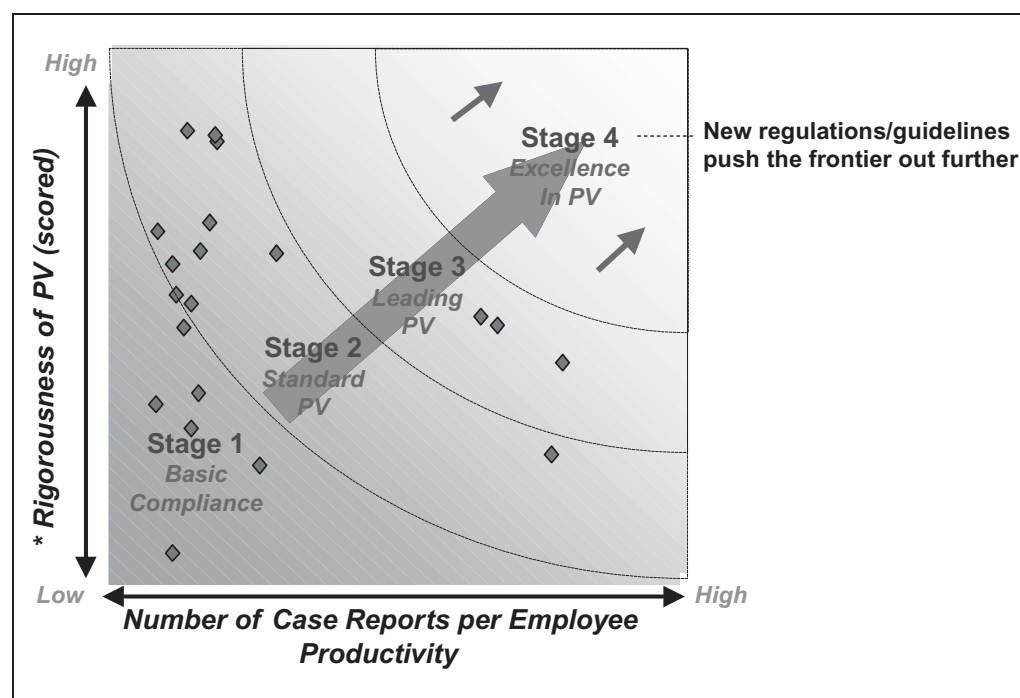 High
* Rigorousness of PV (scored)
Stage 4
Excellence
In PV
New regulations/guidelines
push the frontier out further
Stage 3
Leading
PV
Stage 2
Standard
PV
Stage 1
Basic
Compliance
Low
High
Number of Case Reports per Employee
Productivity